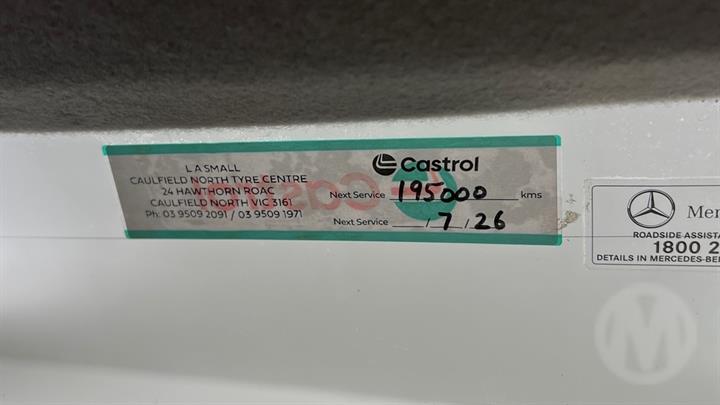 L A SMALL
CAULFIELD NORTH TYRE CENTRE
24 HAWTHORN ROAC
CAULFIELD NORTH VIC 3161
Ph: 03 9509 2091 / 03 9509 1971
Castrol
Next Service 195000 kms
Next Service / 7 / 26
Mer
ROADSIDE ASSISTA
1800 2
DETAILS IN MERCEDES-BE
M